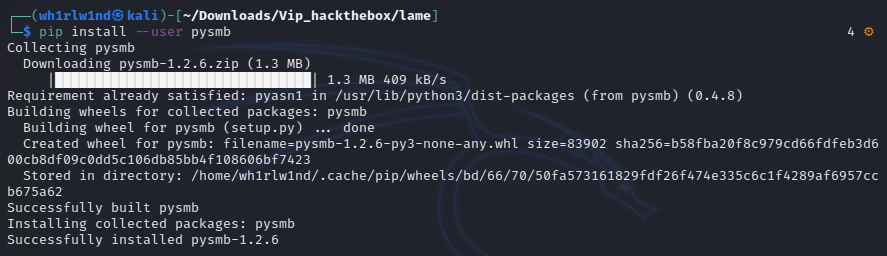 ┌──(wh1rlw1nd㉿kali)-[~/Downloads/Vip_hackthebox/lame]
└─$ pip install --user pysmb 4 ⚙
Collecting pysmb
  Downloading pysmb-1.2.6.zip (1.3 MB)
     |████████████████████████████████| 1.3 MB 409 kB/s
Requirement already satisfied: pyasn1 in /usr/lib/python3/dist-packages (from pysmb) (0.4.8)
Building wheels for collected packages: pysmb
  Building wheel for pysmb (setup.py) ... done
  Created wheel for pysmb: filename=pysmb-1.2.6-py3-none-any.whl size=83902 sha256=b58fba20f8c979cd66fdfeb3d6
00cb8df09c0dd5c106db85bb4f108606bf7423
  Stored in directory: /home/wh1rlw1nd/.cache/pip/wheels/bd/66/70/50fa573161829fdf26f474e335c6c1f4289af6957cc
b675a62
Successfully built pysmb
Installing collected packages: pysmb
Successfully installed pysmb-1.2.6